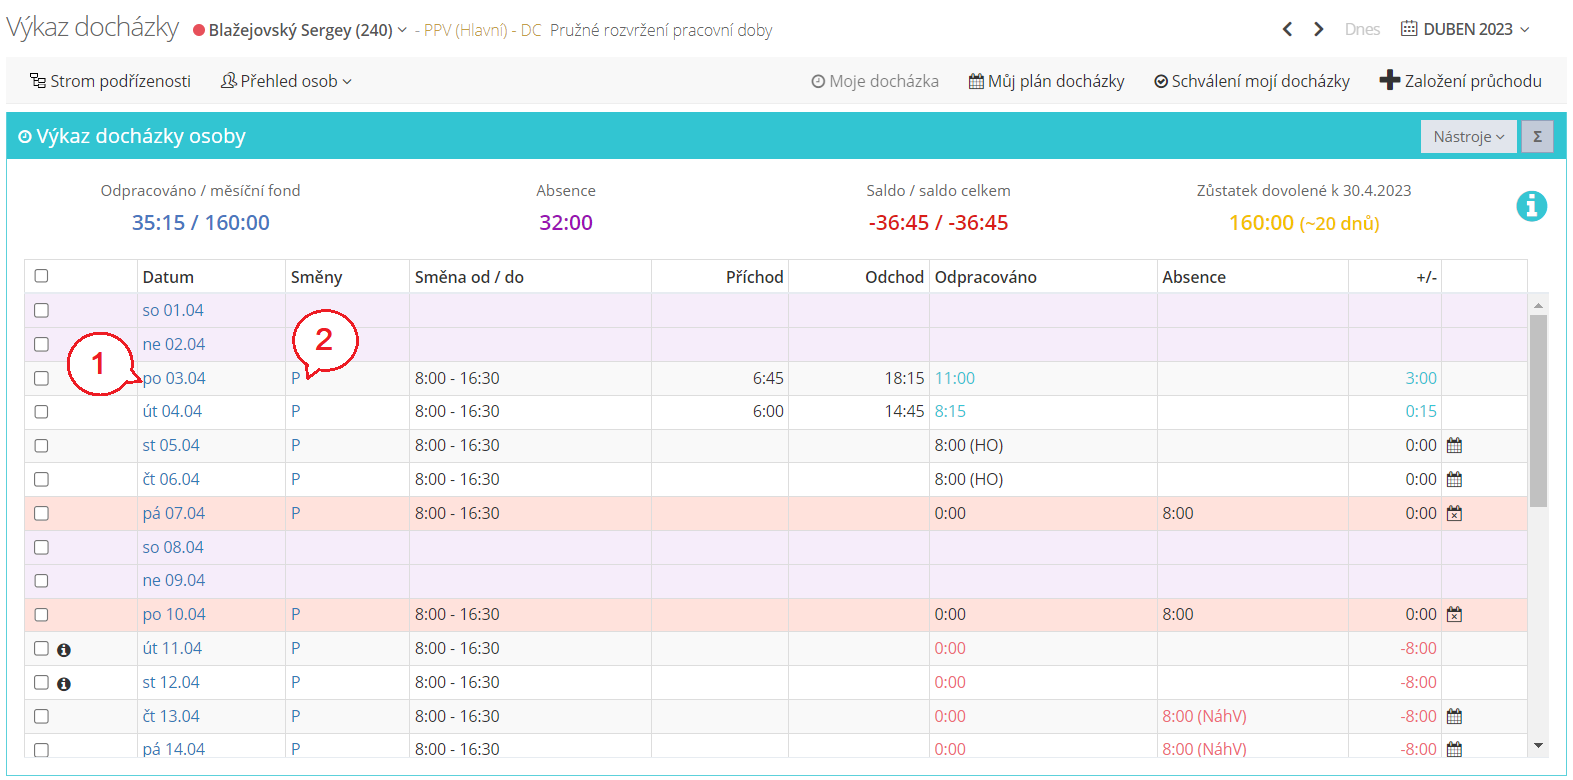 Výkaz docházky Blažejovský Sergey (240) - PPV (Hlavní) - DC Pružné rozvržení pracovní doby Dnes DUBEN 2023
Strom podřízenosti Přehled osob Moje docházka Můj plán docházky Schválení mojí docházky Založení průchodu
Výkaz docházky osoby Nástroje Σ
Odpracováno / měsíční fond Absence Saldo / saldo celkem Zůstatek dovolené k 30.4.2023
35:15 / 160:00 32:00 -36:45 / -36:45 160:00 (~20 dnů)
Datum Směny Směna od / do Příchod Odchod Odpracováno Absence +/-
so 01.04
ne 02.04
1 2
po 03.04 P 8:00 - 16:30 6:45 18:15 11:00 3:00
út 04.04 P 8:00 - 16:30 6:00 14:45 8:15 0:15
st 05.04 P 8:00 - 16:30 8:00 (HO) 0:00
čt 06.04 P 8:00 - 16:30 8:00 (HO) 0:00
pá 07.04 P 8:00 - 16:30 0:00 8:00 0:00
so 08.04
ne 09.04
po 10.04 P 8:00 - 16:30 0:00 8:00 0:00
út 11.04 P 8:00 - 16:30 0:00 -8:00
st 12.04 P 8:00 - 16:30 0:00 -8:00
čt 13.04 P 8:00 - 16:30 0:00 8:00 (NáhV) -8:00
pá 14.04 P 8:00 - 16:30 0:00 8:00 (NáhV) -8:00